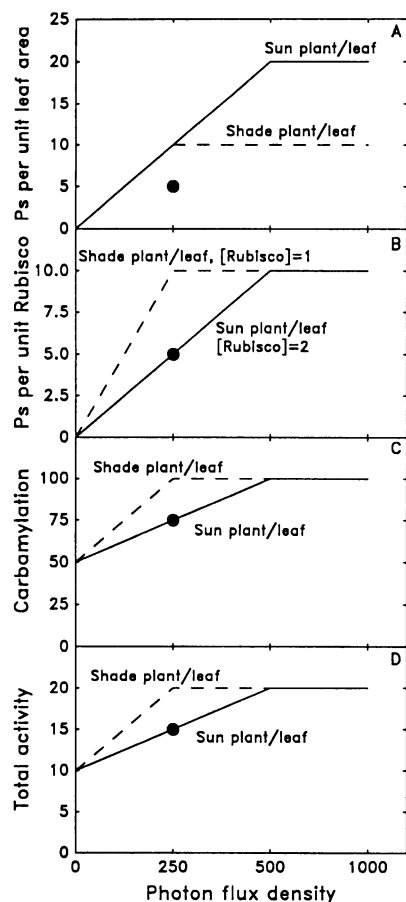 A
Ps per unit leaf area
25
20
15
10
5
0
Sun plant/leaf
Shade plant/leaf
B
Ps per unit Rubisco
10.0
7.5
5.0
2.5
0
Shade plant/leaf, [Rubisco]=1
Sun plant/leaf
[Rubisco]=2
C
Carbamylation
100
75
50
25
0
Shade plant/leaf
Sun plant/leaf
D
Total activity
20
15
10
5
0
Shade plant/leaf
Sun plant/leaf
0 250 500 1000
Photon flux density